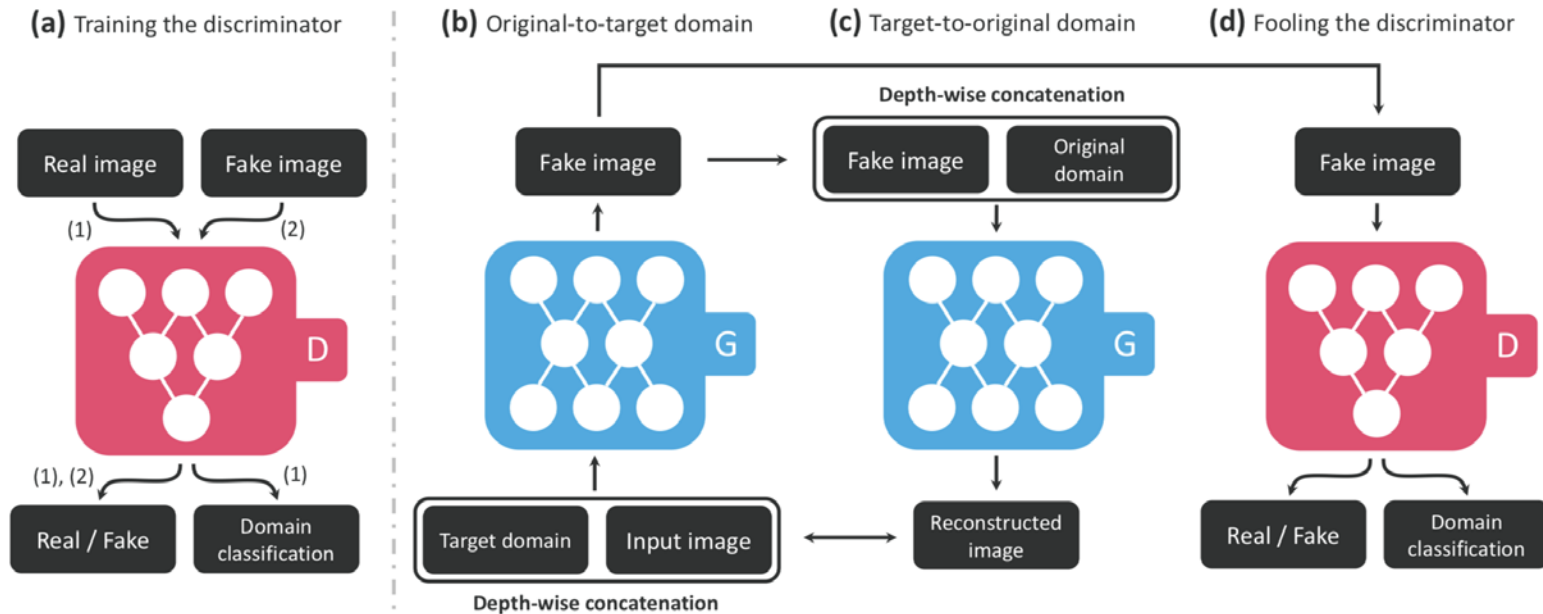 (a) Training the discriminator
Real image
Fake image
(1)
(2)
D
(1), (2)
(1)
Real / Fake
Domain
classification
(b) Original-to-target domain
Fake image
G
Target domain
Input image
Depth-wise concatenation
(c) Target-to-original domain
Depth-wise concatenation
Fake image
Original
domain
G
Reconstructed
image
(d) Fooling the discriminator
Fake image
D
Real / Fake
Domain
classification